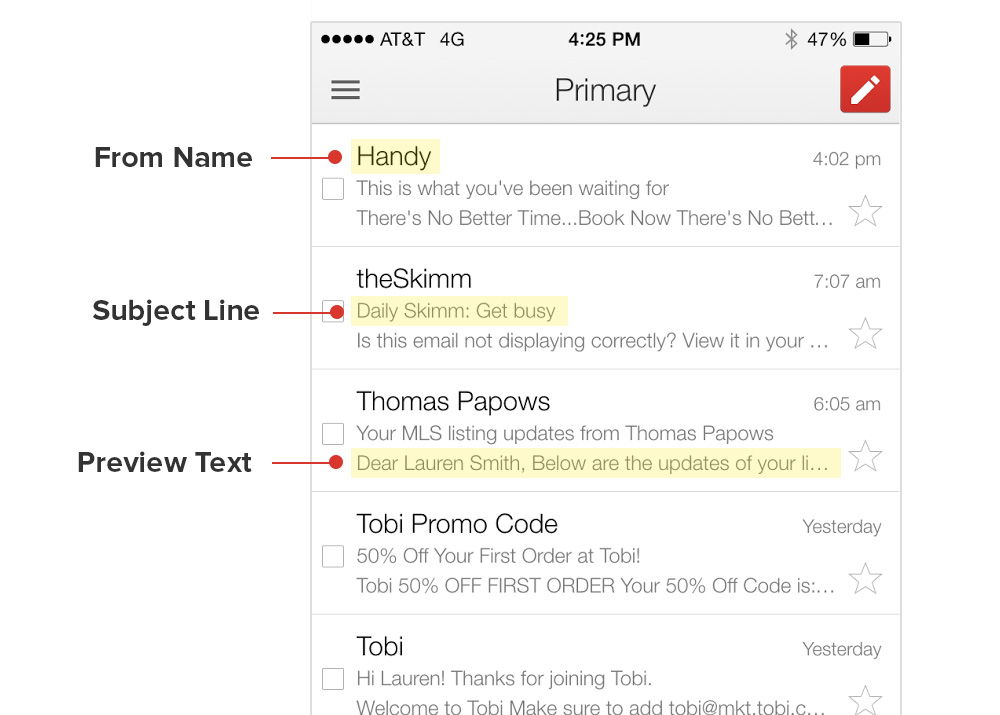 AT&T 4G 4:25 PM 47%
Primary
From Name
Handy 4:02 pm
This is what you've been waiting for
There's No Better Time...Book Now There's No Bett...
theSkimm 7:07 am
Subject Line
Daily Skimm: Get busy
Is this email not displaying correctly? View it in your ...
Thomas Papows 6:05 am
Your MLS listing updates from Thomas Papows
Preview Text
Dear Lauren Smith, Below are the updates of your li...
Tobi Promo Code Yesterday
50% Off Your First Order at Tobi!
Tobi 50% OFF FIRST ORDER Your 50% Off Code is:...
Tobi Yesterday
Hi Lauren! Thanks for joining Tobi.
Welcome to Tobi Make sure to add tobi@mkt.tobi.c...